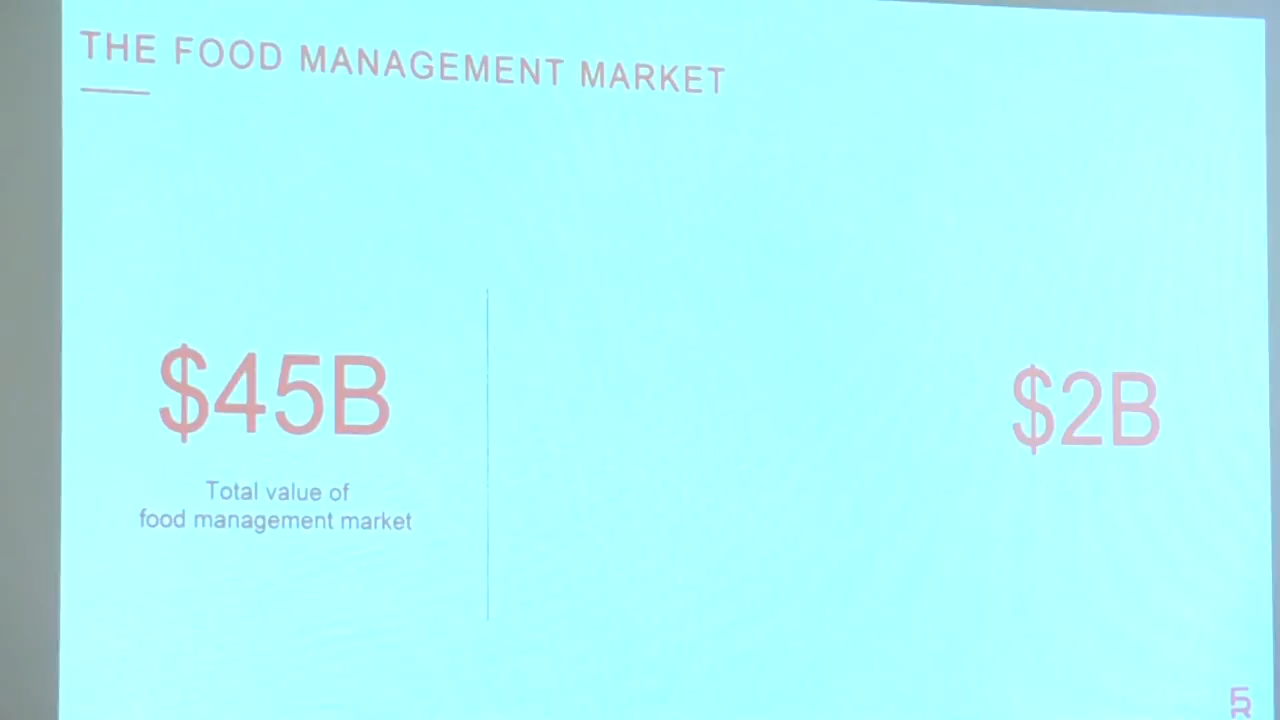 THE FOOD MANAGEMENT MARKET
$45B
Total value of
food management market
$2B